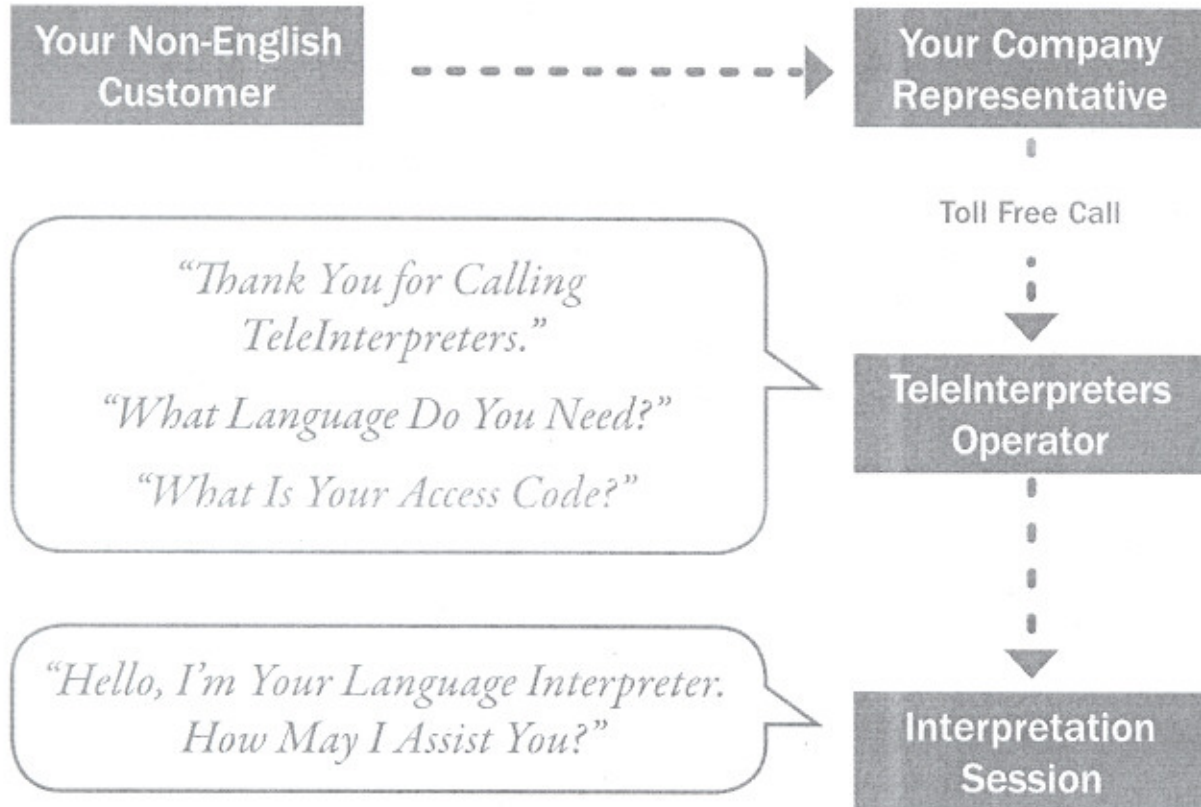 Your Non-English
Customer
Your Company
Representative
Toll Free Call
“Thank You for Calling
TeleInterpreters.”
“What Language Do You Need?”
“What Is Your Access Code?”
TeleInterpreters
Operator
“Hello, I’m Your Language Interpreter.
How May I Assist You?”
Interpretation
Session